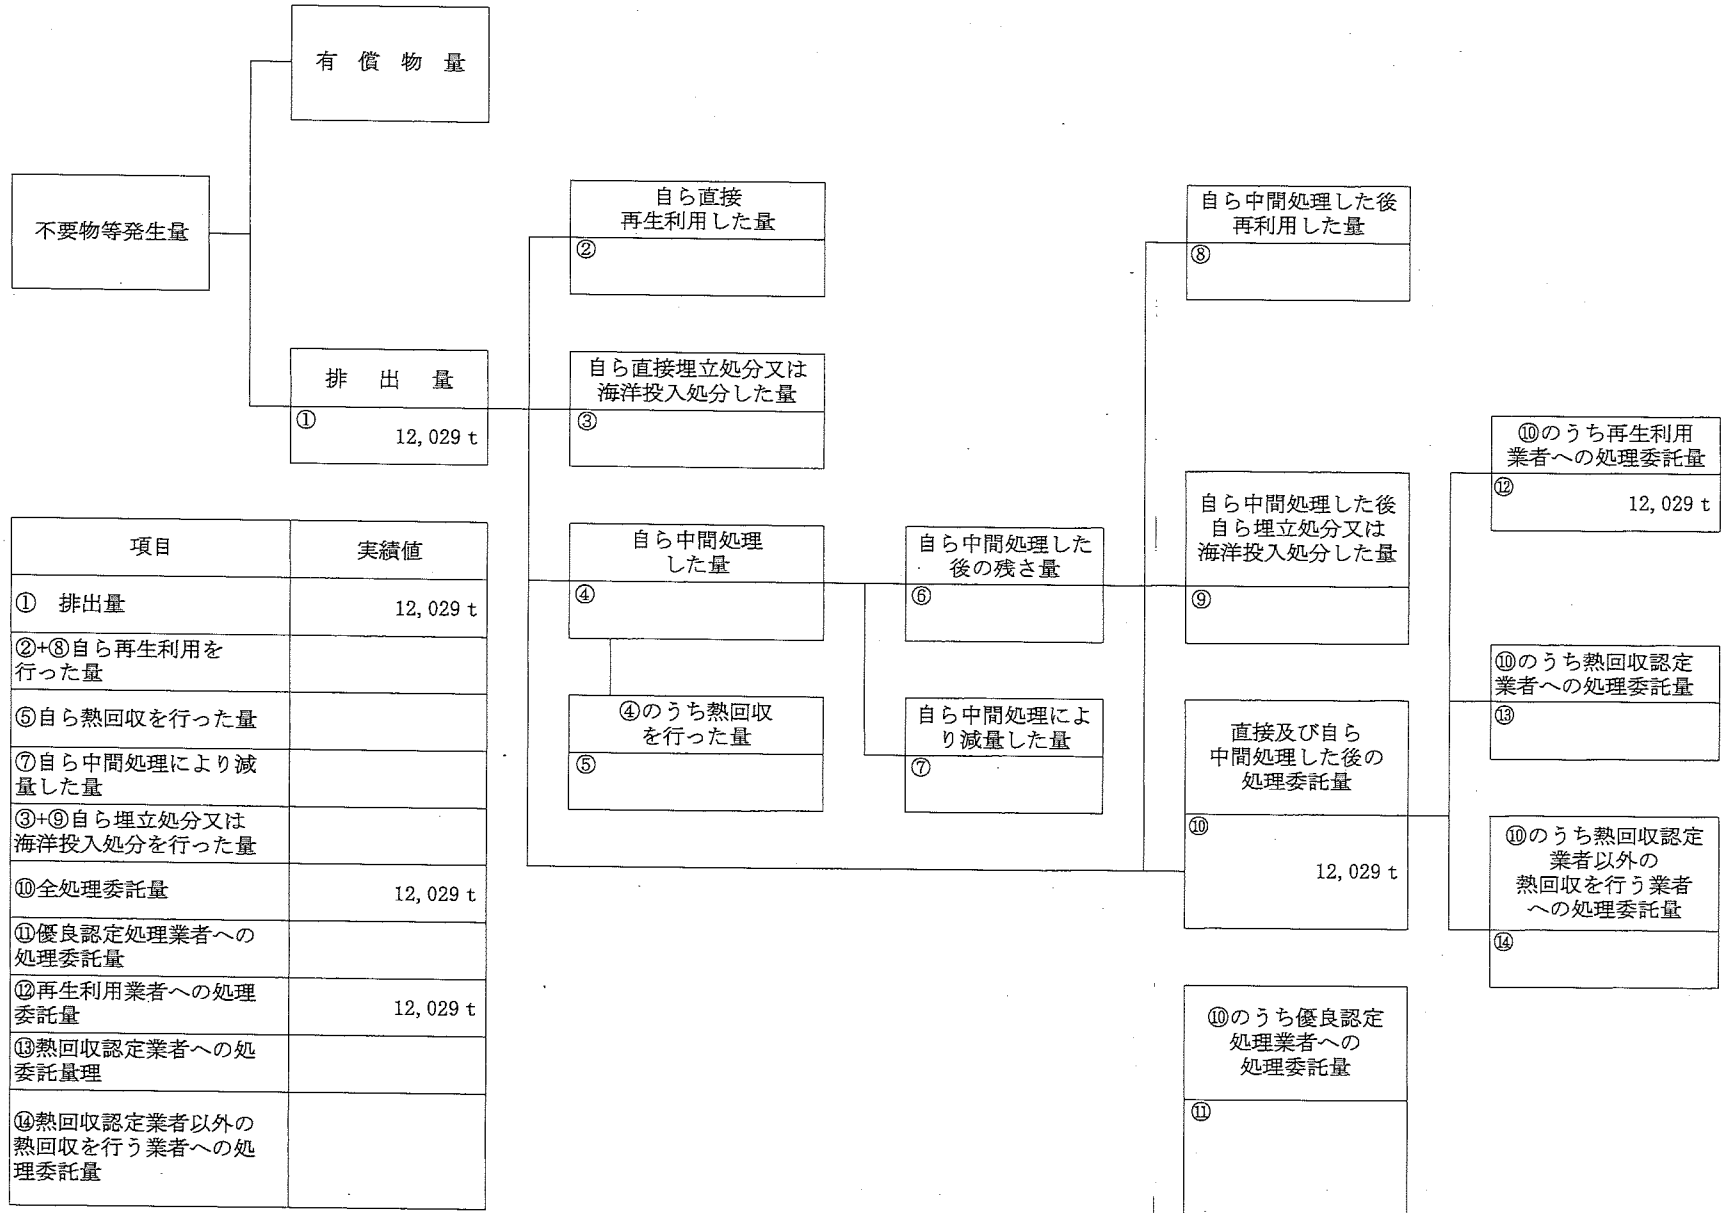 有　償　物　量
不要物等発生量
排　出　量
①
12,029 t
自ら直接
再生利用した量
②
自ら直接埋立処分又は
海洋投入処分した量
③
自ら中間処理
した量
④
④のうち熱回収
を行った量
⑤
自ら中間処理した
後の残さ量
⑥
自ら中間処理によ
り減量した量
⑦
自ら中間処理した後
再利用した量
⑧
自ら中間処理した後
自ら埋立処分又は
海洋投入処分した量
⑨
直接及び自ら
中間処理した後の
処理委託量
⑩
12,029 t
⑩のうち優良認定
処理業者への
処理委託量
⑪
⑩のうち再生利用
業者への処理委託量
⑫
12,029 t
⑩のうち熱回収認定
業者への処理委託量
⑬
⑩のうち熱回収認定
業者以外の
熱回収を行う業者
への処理委託量
⑭
項目 実績値
①　排出量 12,029 t
②+⑧自ら再生利用を
行った量
⑤自ら熱回収を行った量
⑦自ら中間処理により減
量した量
③+⑨自ら埋立処分又は
海洋投入処分を行った量
⑩全処理委託量 12,029 t
⑪優良認定処理業者への
処理委託量
⑫再生利用業者への処理
委託量 12,029 t
⑬熱回収認定業者への処
委託量理
⑭熱回収認定業者以外の
熱回収を行う業者への処
理委託量